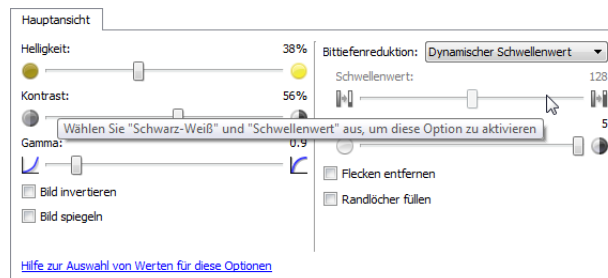 Hauptansicht
Helligkeit: 38%
Kontrast: 56%
Wählen Sie "Schwarz-Weiß" und "Schwellenwert" aus, um diese Option zu aktivieren
Gamma: 0.9
Bild invertieren
Bild spiegeln
Hilfe zur Auswahl von Werten für diese Optionen
Bittiefenreduktion: Dynamischer Schwellenwert
Schwellenwert: 128
5
Flecken entfernen
Randlöcher füllen